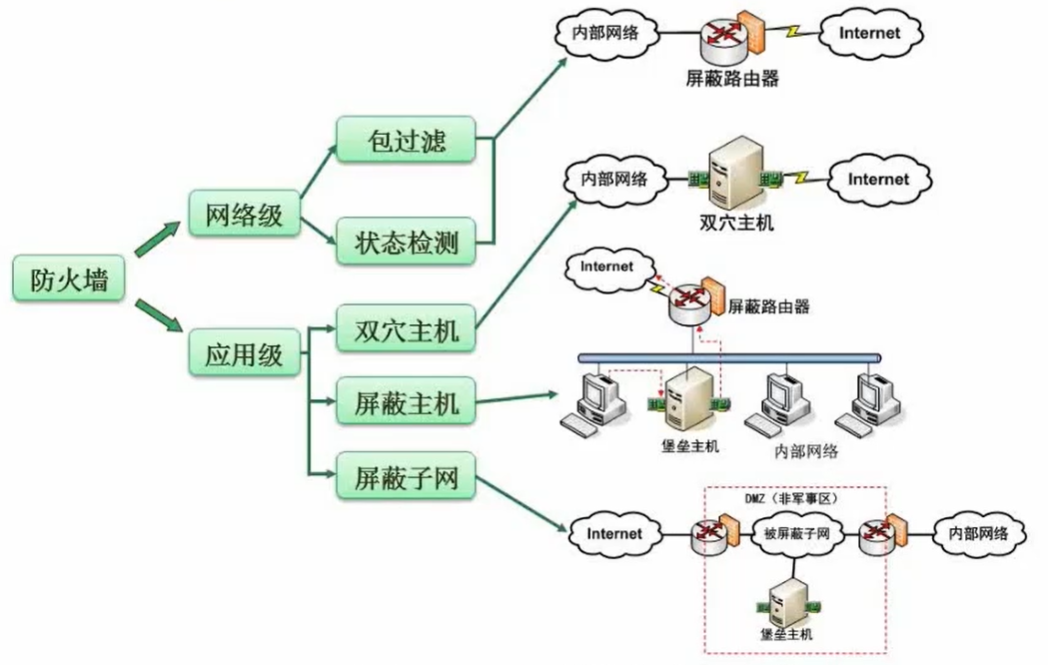 防火墙
网络级
应用级
包过滤
状态检测
双穴主机
屏蔽主机
屏蔽子网
内部网络
Internet
屏蔽路由器
内部网络
Internet
双穴主机
Internet
屏蔽路由器
堡垒主机
内部网络
DMZ（非军事区）
Internet
被屏蔽子网
内部网络
堡垒主机